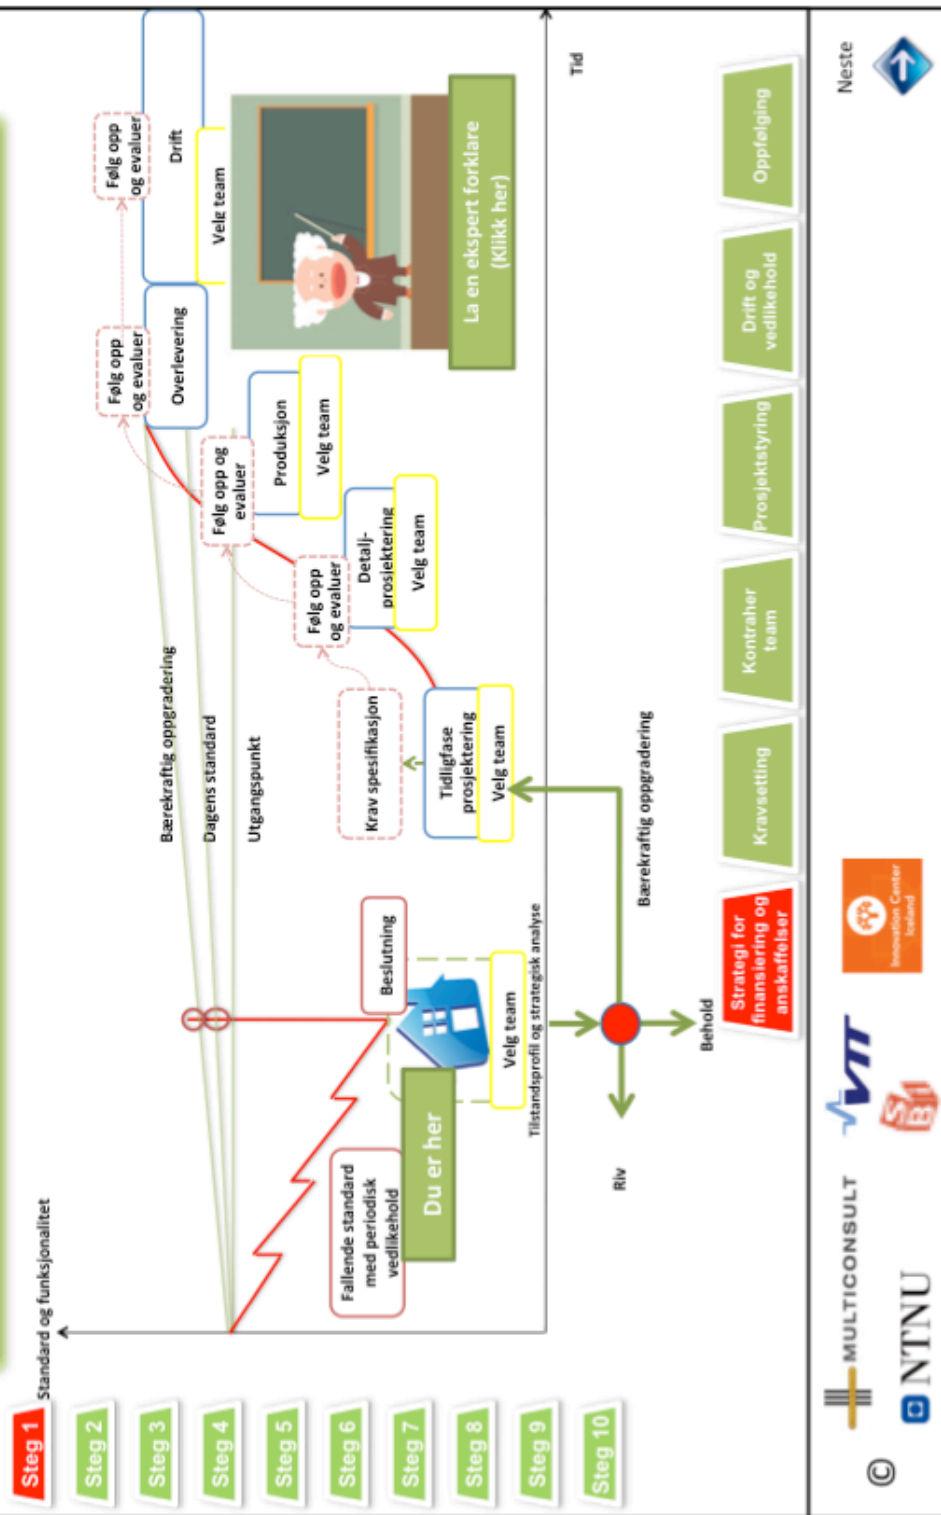 Steg 1
Steg 2
Steg 3
Steg 4
Steg 5
Steg 6
Steg 7
Steg 8
Steg 9
Steg 10
Standard og funksjonalitet
Bærekraftig oppgradering
Dagens standard
Utgangspunkt
Fallende standard
med periodisk
vedlikehold
Du er her
Beslutning
Velg team
Tilstandsprofil og strategisk analyse
Krav spesifikasjon
Tidligfase
prosjektering
Velg team
Følg opp
og evaluer
Detalj-
prosjektering
Velg team
Følg opp og
evaluer
Produksjon
Velg team
Følg opp
og evaluer
Overlevering
Følg opp
og evaluer
Drift
Velg team
La en ekspert forklare
(Klikk her)
Tid
Riv
Behold
Bærekraftig oppgradering
Strategi for
finansiering og
anskaffelser
Kravsetting
Kontraher
team
Prosjektstyring
Drift og
vedlikehold
Oppfølging
©
MULTICONSULT
NTNU
VTT
SBi
Innovation Center
Iceland
Neste